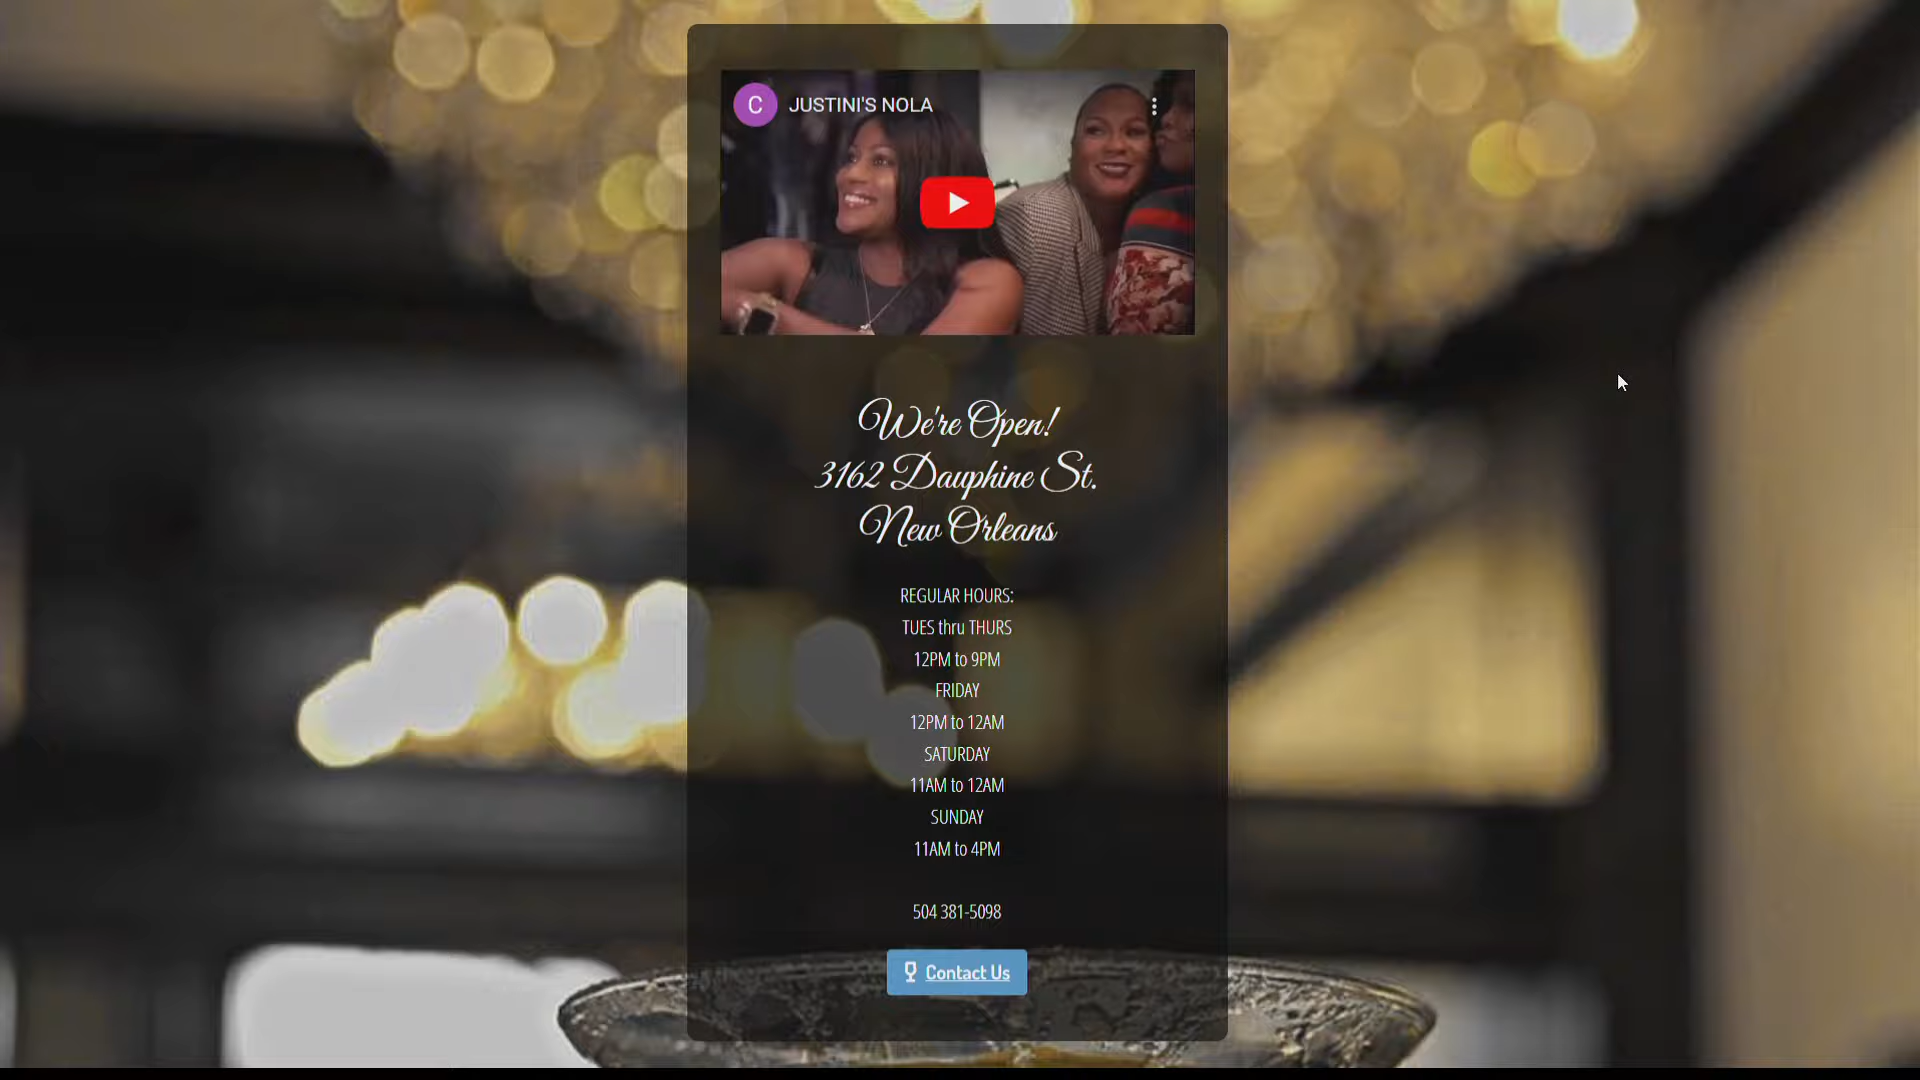 C JUSTINI'S NOLA
We're Open!
3162 Dauphine St.
New Orleans
REGULAR HOURS:
TUES thru THURS
12PM to 9PM
FRIDAY
12PM to 12AM
SATURDAY
11AM to 12AM
SUNDAY
11AM to 4PM
504 381-5098
Contact Us